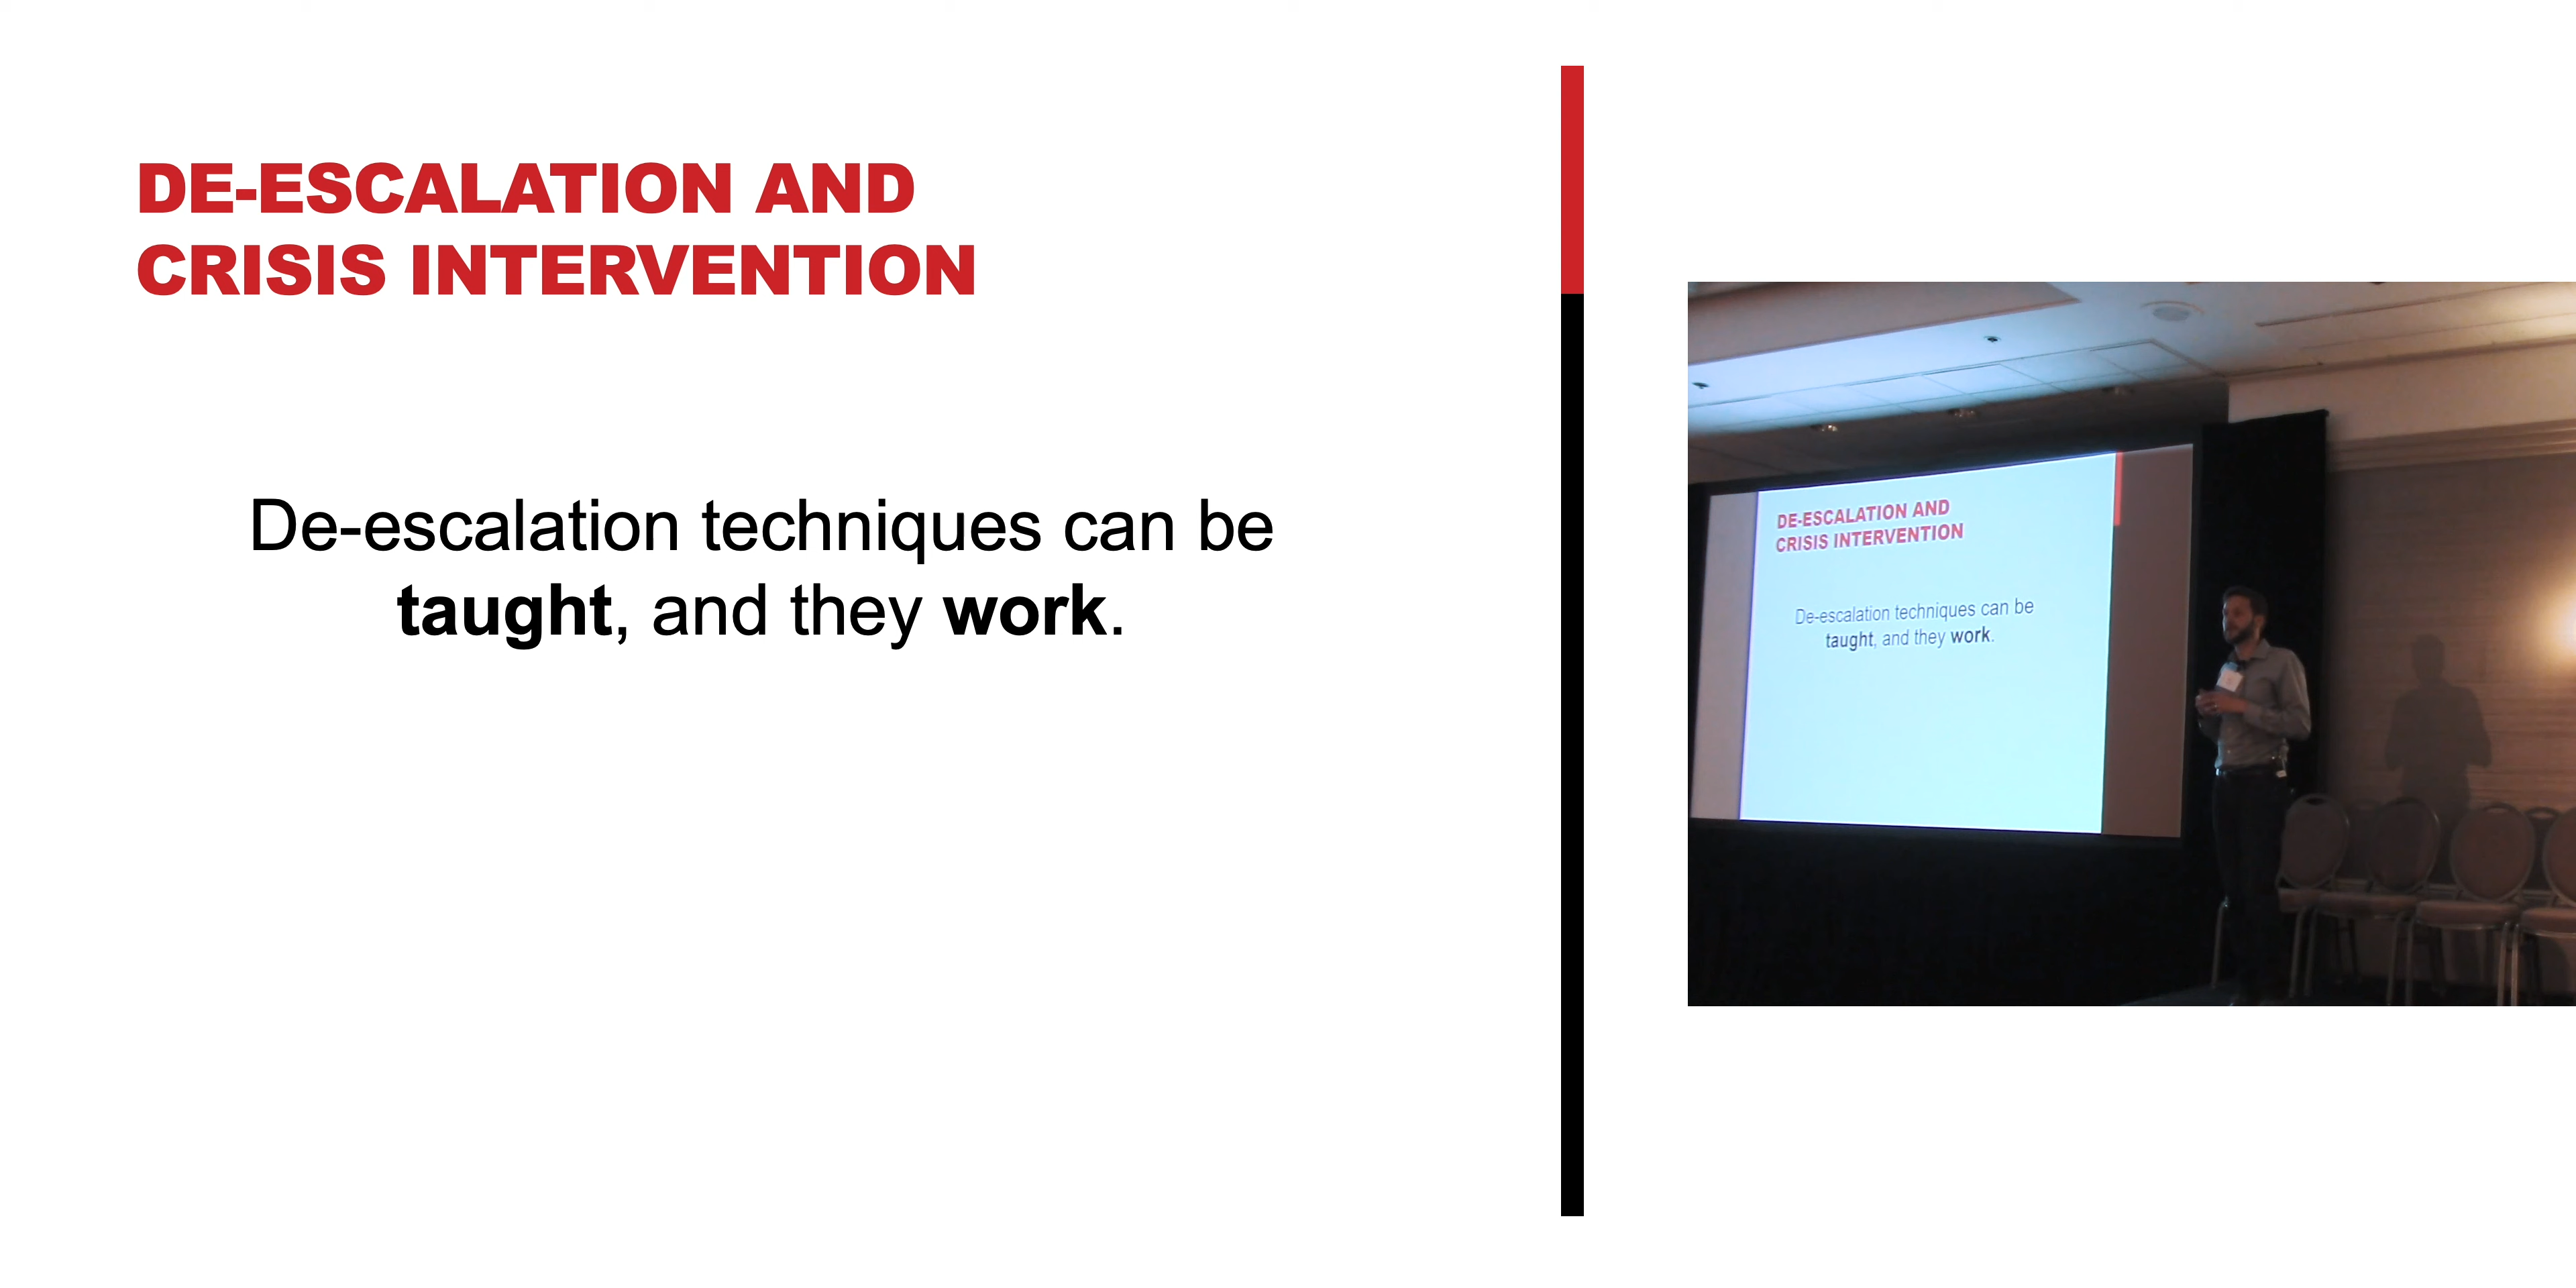 DE-ESCALATION AND
CRISIS INTERVENTION
De-escalation techniques can be
taught, and they work.
DE-ESCALATION AND
CRISIS INTERVENTION
De-escalation techniques can be
taught, and they work.